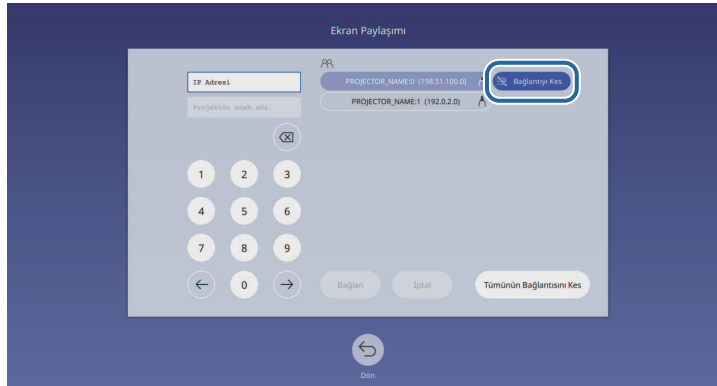 Ekran Paylaşımı
IP Adresi
Projektör anah.söz.
PROJECTOR_NAME:0 (198.51.100.0)
Bağlantıyı Kes
PROJECTOR_NAME:1 (192.0.2.0)
1 2 3
4 5 6
7 8 9
0
Bağlan
İptal
Tümünün Bağlantısını Kes
Dön